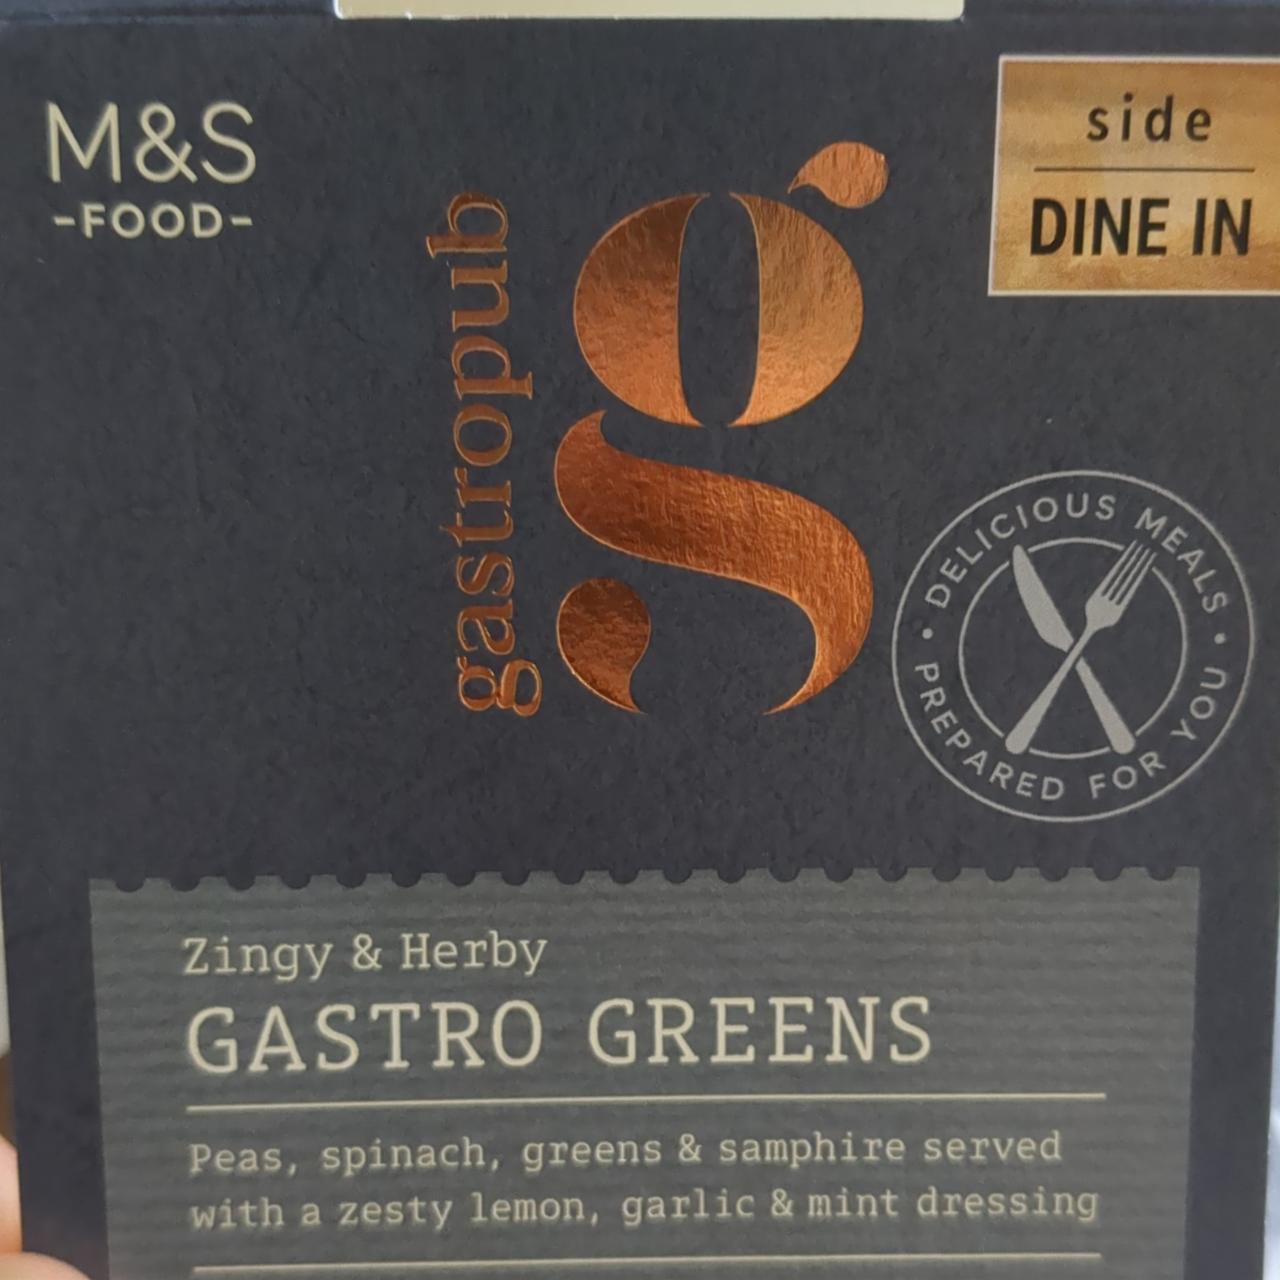 M&S
-FOOD-
gastropub
g
side
DINE IN
• DELICIOUS MEALS •
PREPARED FOR YOU
Zingy & Herby
GASTRO GREENS
Peas, spinach, greens & samphire served
with a zesty lemon, garlic & mint dressing